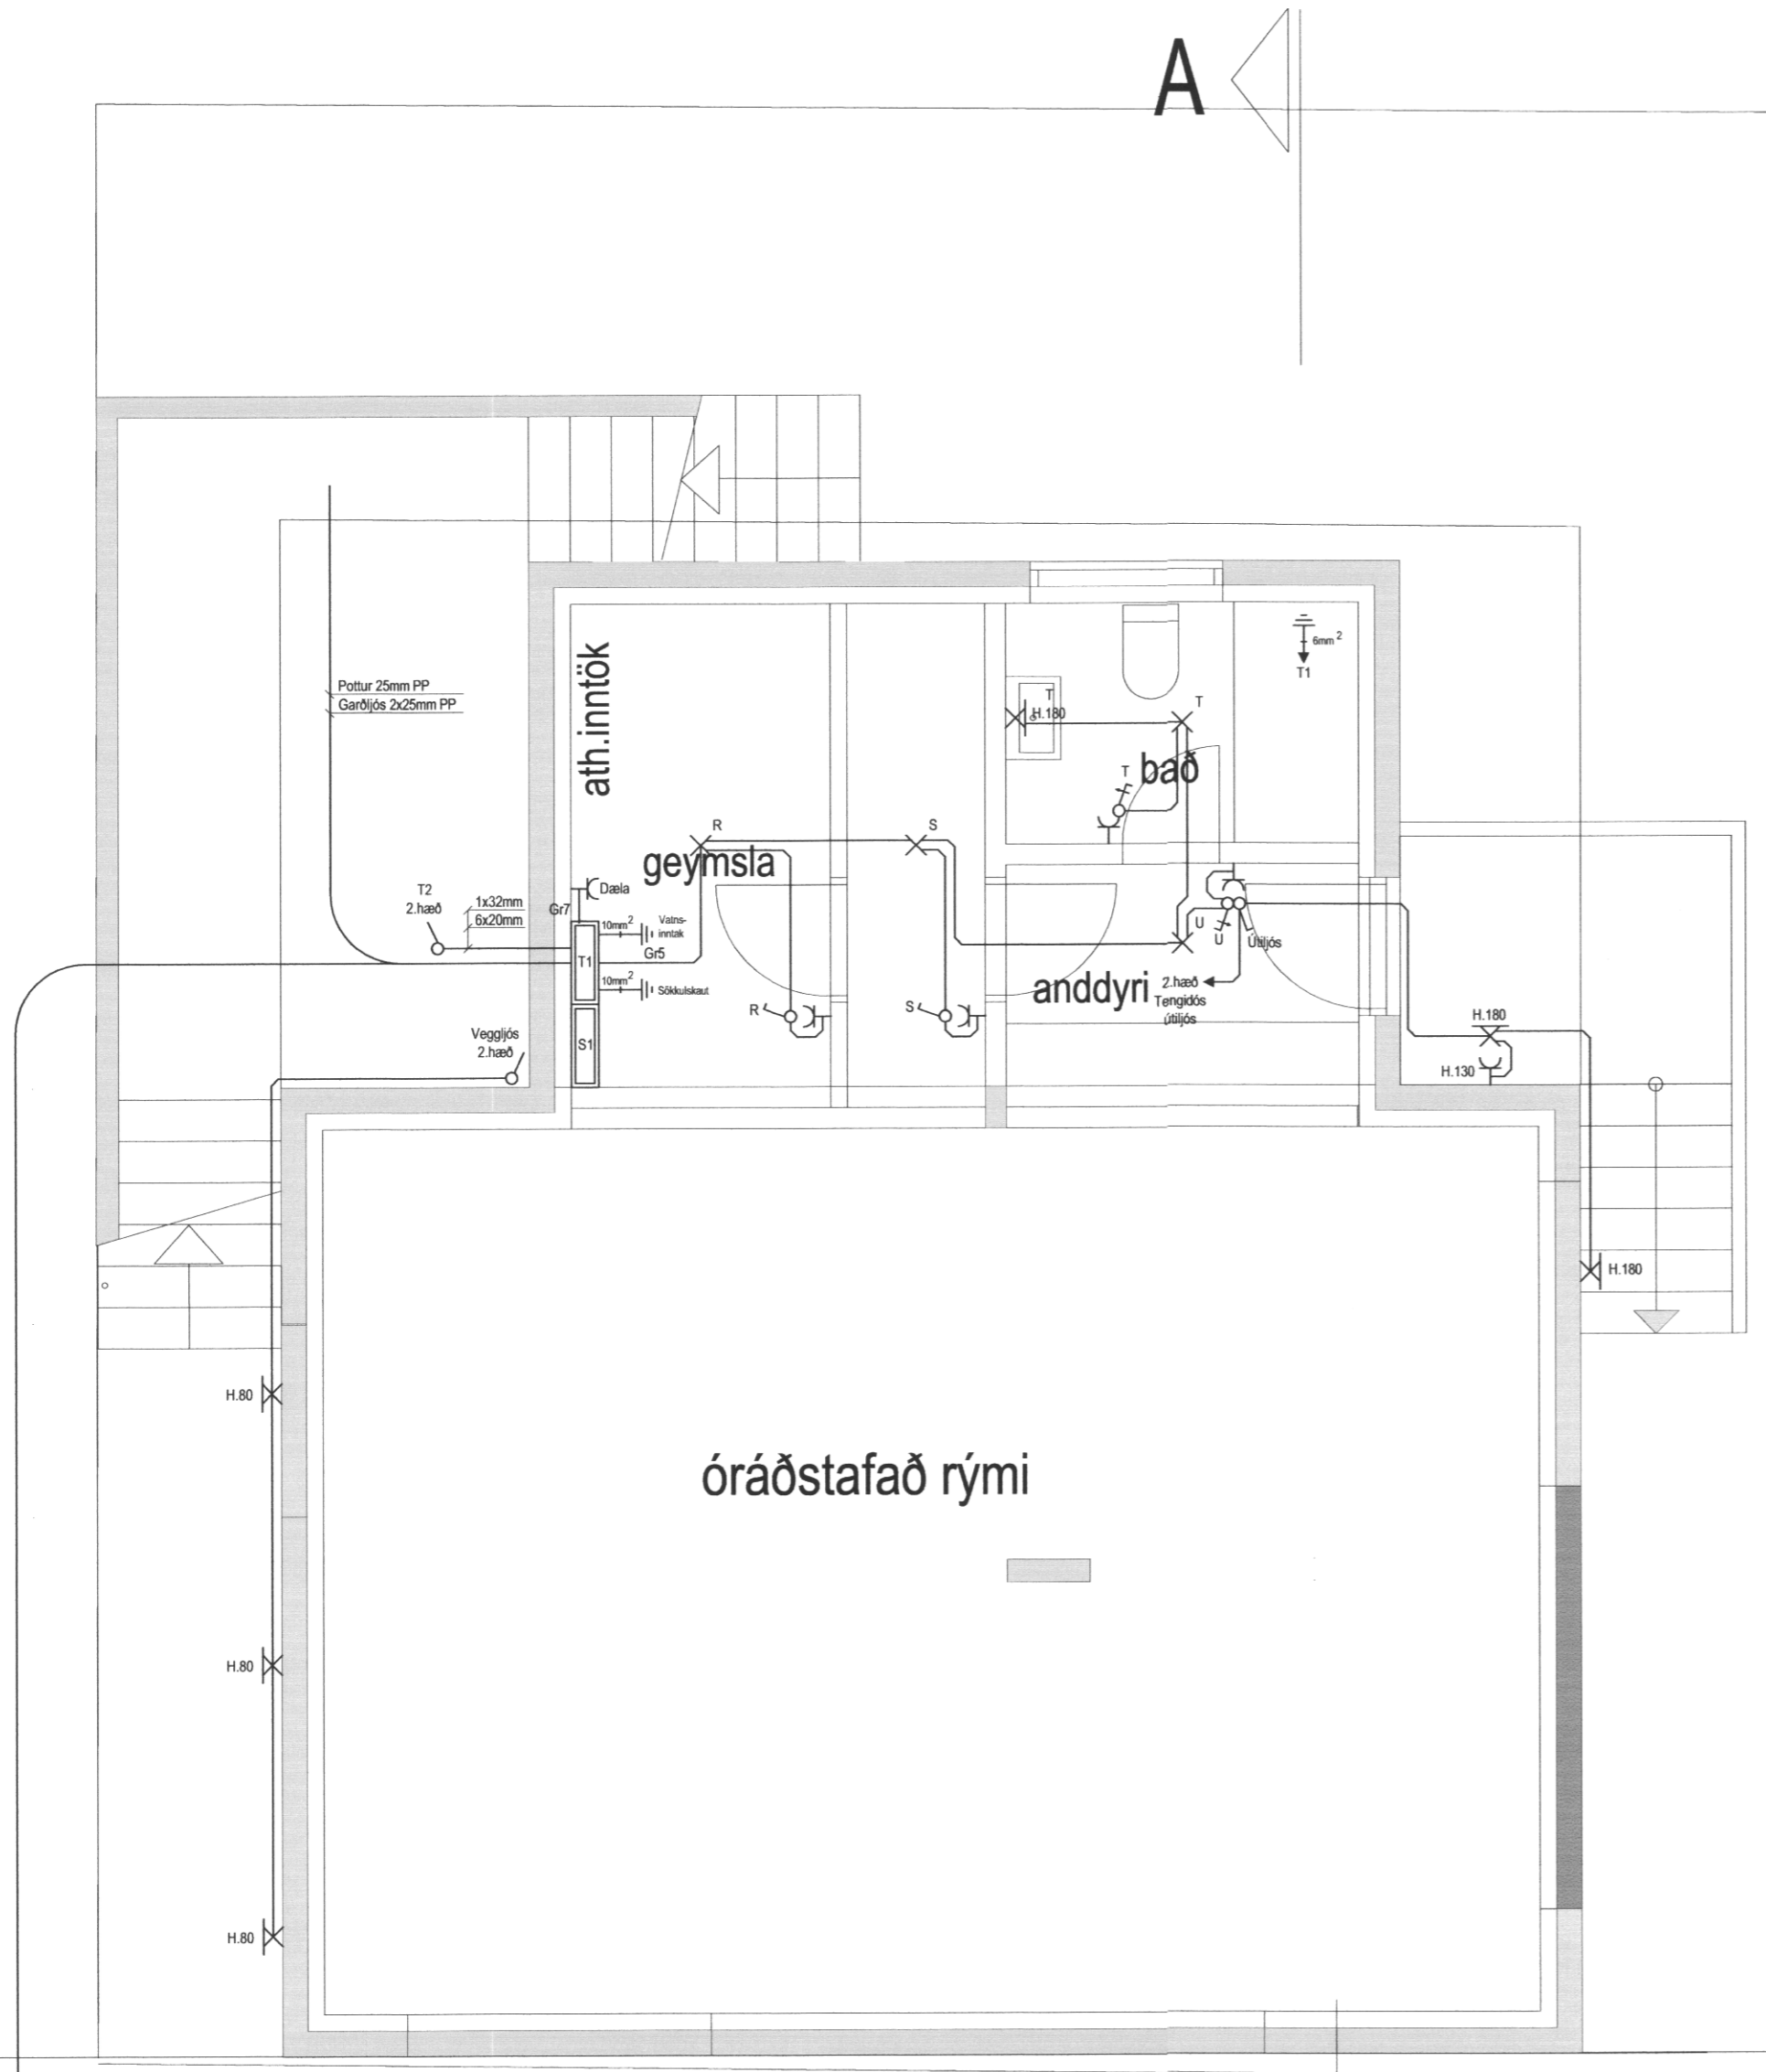 A
Pottur 25mm PP
Garðljós 2x25mm PP
ath.inntök
6mm 2
T1
T
H.180
T
T
bað
R
S
geymsla
T2
2.hæð
1x32mm
6x20mm
Dæla
Gr7
10mm2
Vatns-
inntak
T1
Gr5
10mm2
Sökkulskaut
U
U
Útiljós
anddyri
2.hæð
Tengidós
útiljós
R
S
Veggljós
2.hæð
S1
H.180
H.130
H.180
H.80
óráðstafað rými
H.80
H.80